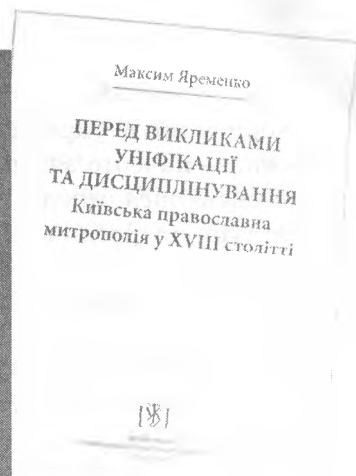 Максим Яременко
ПЕРЕД ВИКЛИКАМИ
УНІФІКАЦІЇ
ТА ДИСЦИПЛІНУВАННЯ
Київська православна
митрополія у XVIII столітті